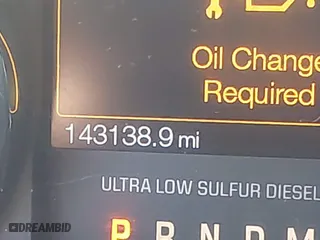 Oil Change
Required
143138.9 mi
ULTRA LOW SULFUR DIESEL
P R N D M
DREAMBID